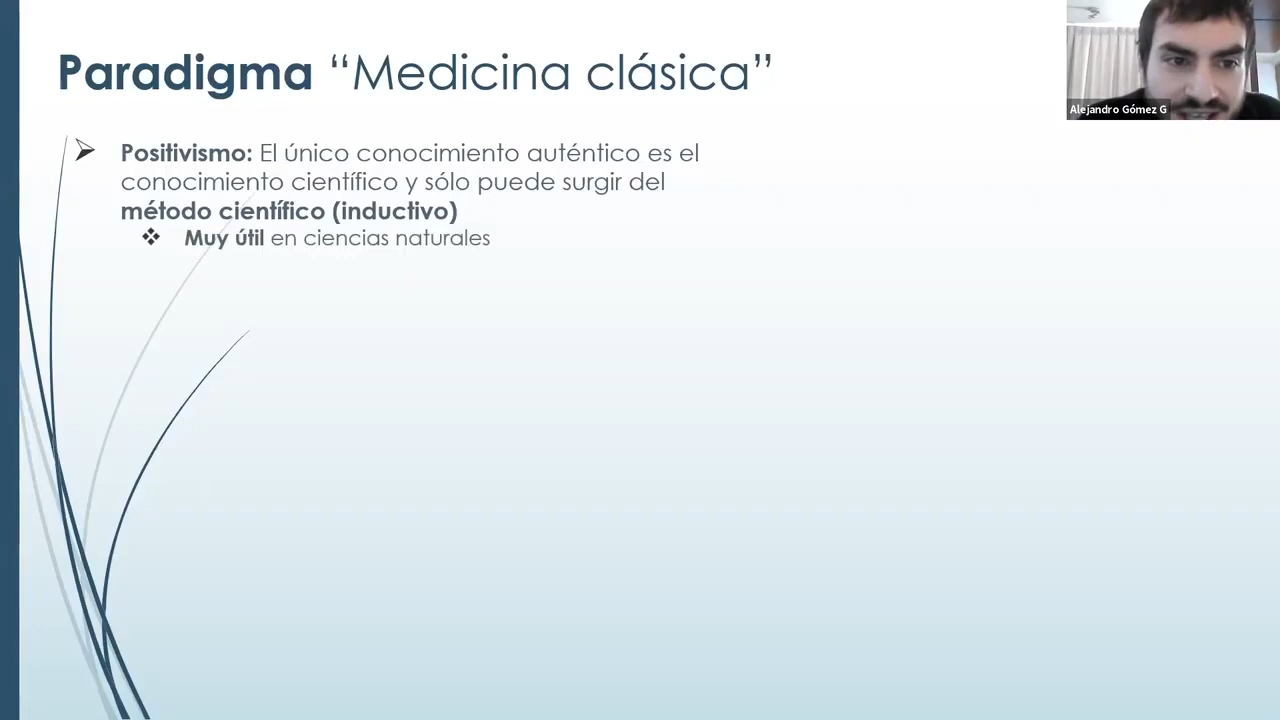 Paradigma “Medicina clásica”
Alejandro Gómez G
Positivismo: El único conocimiento auténtico es el
conocimiento científico y sólo puede surgir del
método científico (inductivo)
Muy útil en ciencias naturales